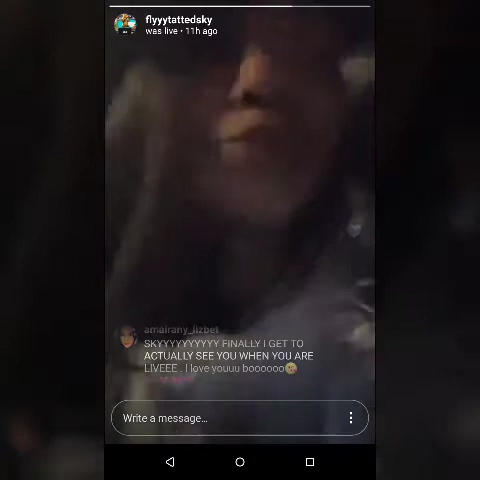 flyyytattedsky
was live • 11h ago
amairany_lizbet
SKYYYYYYYYYY FINALLY I GET TO
ACTUALLY SEE YOU WHEN YOU ARE
LIVEEE . I love youuu boooooo😘
Write a message...